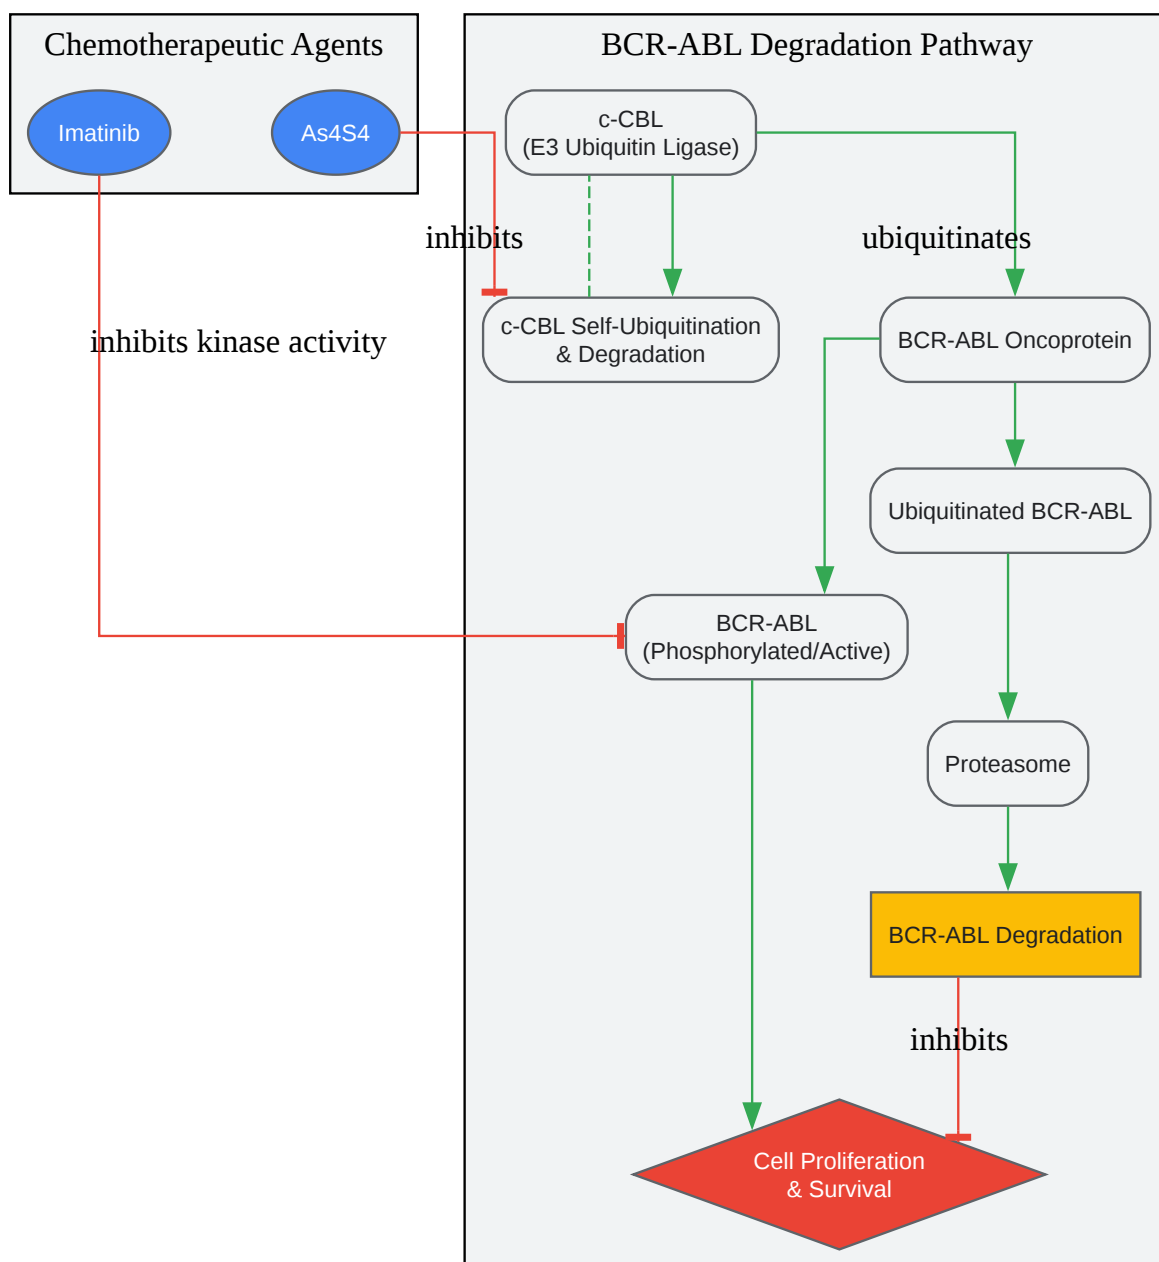 Chemotherapeutic Agents
Imatinib
As4S4
BCR-ABL Degradation Pathway
c-CBL
(E3 Ubiquitin Ligase)
inhibits
ubiquitinates
inhibits kinase activity
c-CBL Self-Ubiquitination
& Degradation
BCR-ABL Oncoprotein
Ubiquitinated BCR-ABL
BCR-ABL
(Phosphorylated/Active)
Proteasome
BCR-ABL Degradation
inhibits
Cell Proliferation
& Survival